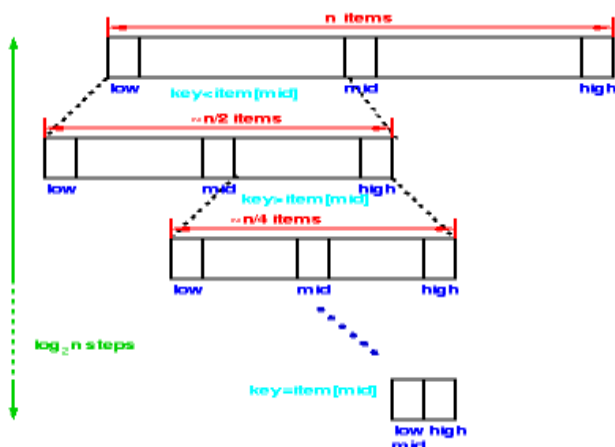 n items
low mid high
key<item[mid]
≈n/2 items
low mid high
key>item[mid]
≈n/4 items
low mid high
log₂n steps
key=item[mid]
low high
mid